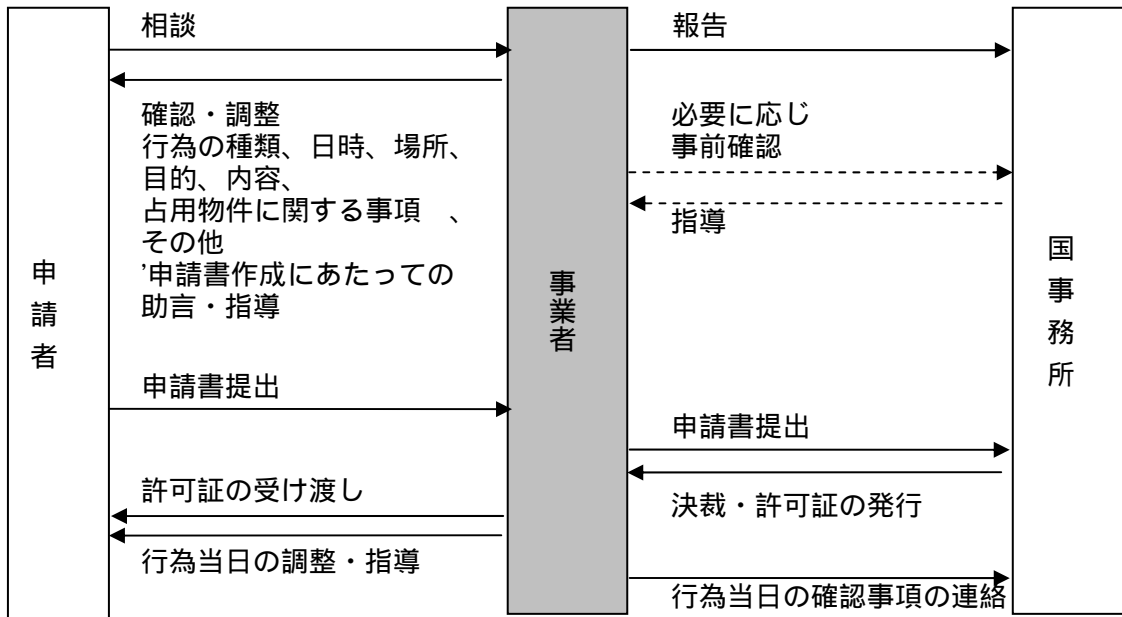 相談
報告
確認・調整
行為の種類、日時、場所、
目的、内容、
占用物件に関する事項　、
その他
’申請書作成にあたっての
助言・指導
必要に応じ
事前確認
指導
申請者
事業者
国事務所
申請書提出
申請書提出
許可証の受け渡し
決裁・許可証の発行
行為当日の調整・指導
行為当日の確認事項の連絡